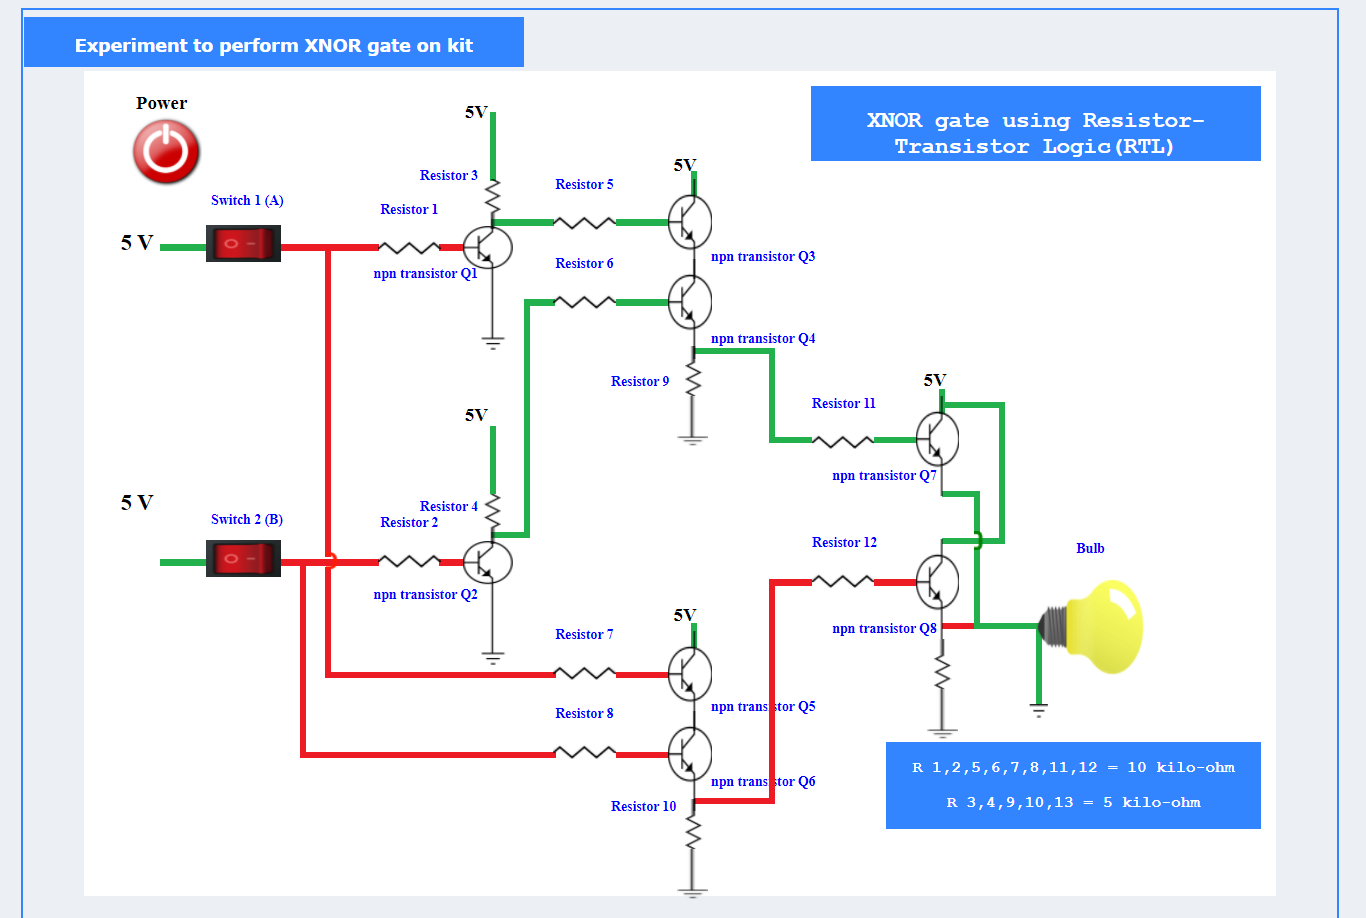 Experiment to perform XNOR gate on kit
XNOR gate using Resistor-
Transistor Logic(RTL)
Power
5V
5V
Resistor 3
Resistor 5
Switch 1 (A)
Resistor 1
5 V
npn transistor Q3
Resistor 6
npn transistor Q1
npn transistor Q4
Resistor 9
5V
Resistor 11
5V
npn transistor Q7
5 V
Resistor 4
Switch 2 (B)
Resistor 2
Resistor 12
Bulb
npn transistor Q2
5V
npn transistor Q8
Resistor 7
npn transistor Q5
Resistor 8
R 1,2,5,6,7,8,11,12 = 10 kilo-ohm
npn transistor Q6
R 3,4,9,10,13 = 5 kilo-ohm
Resistor 10